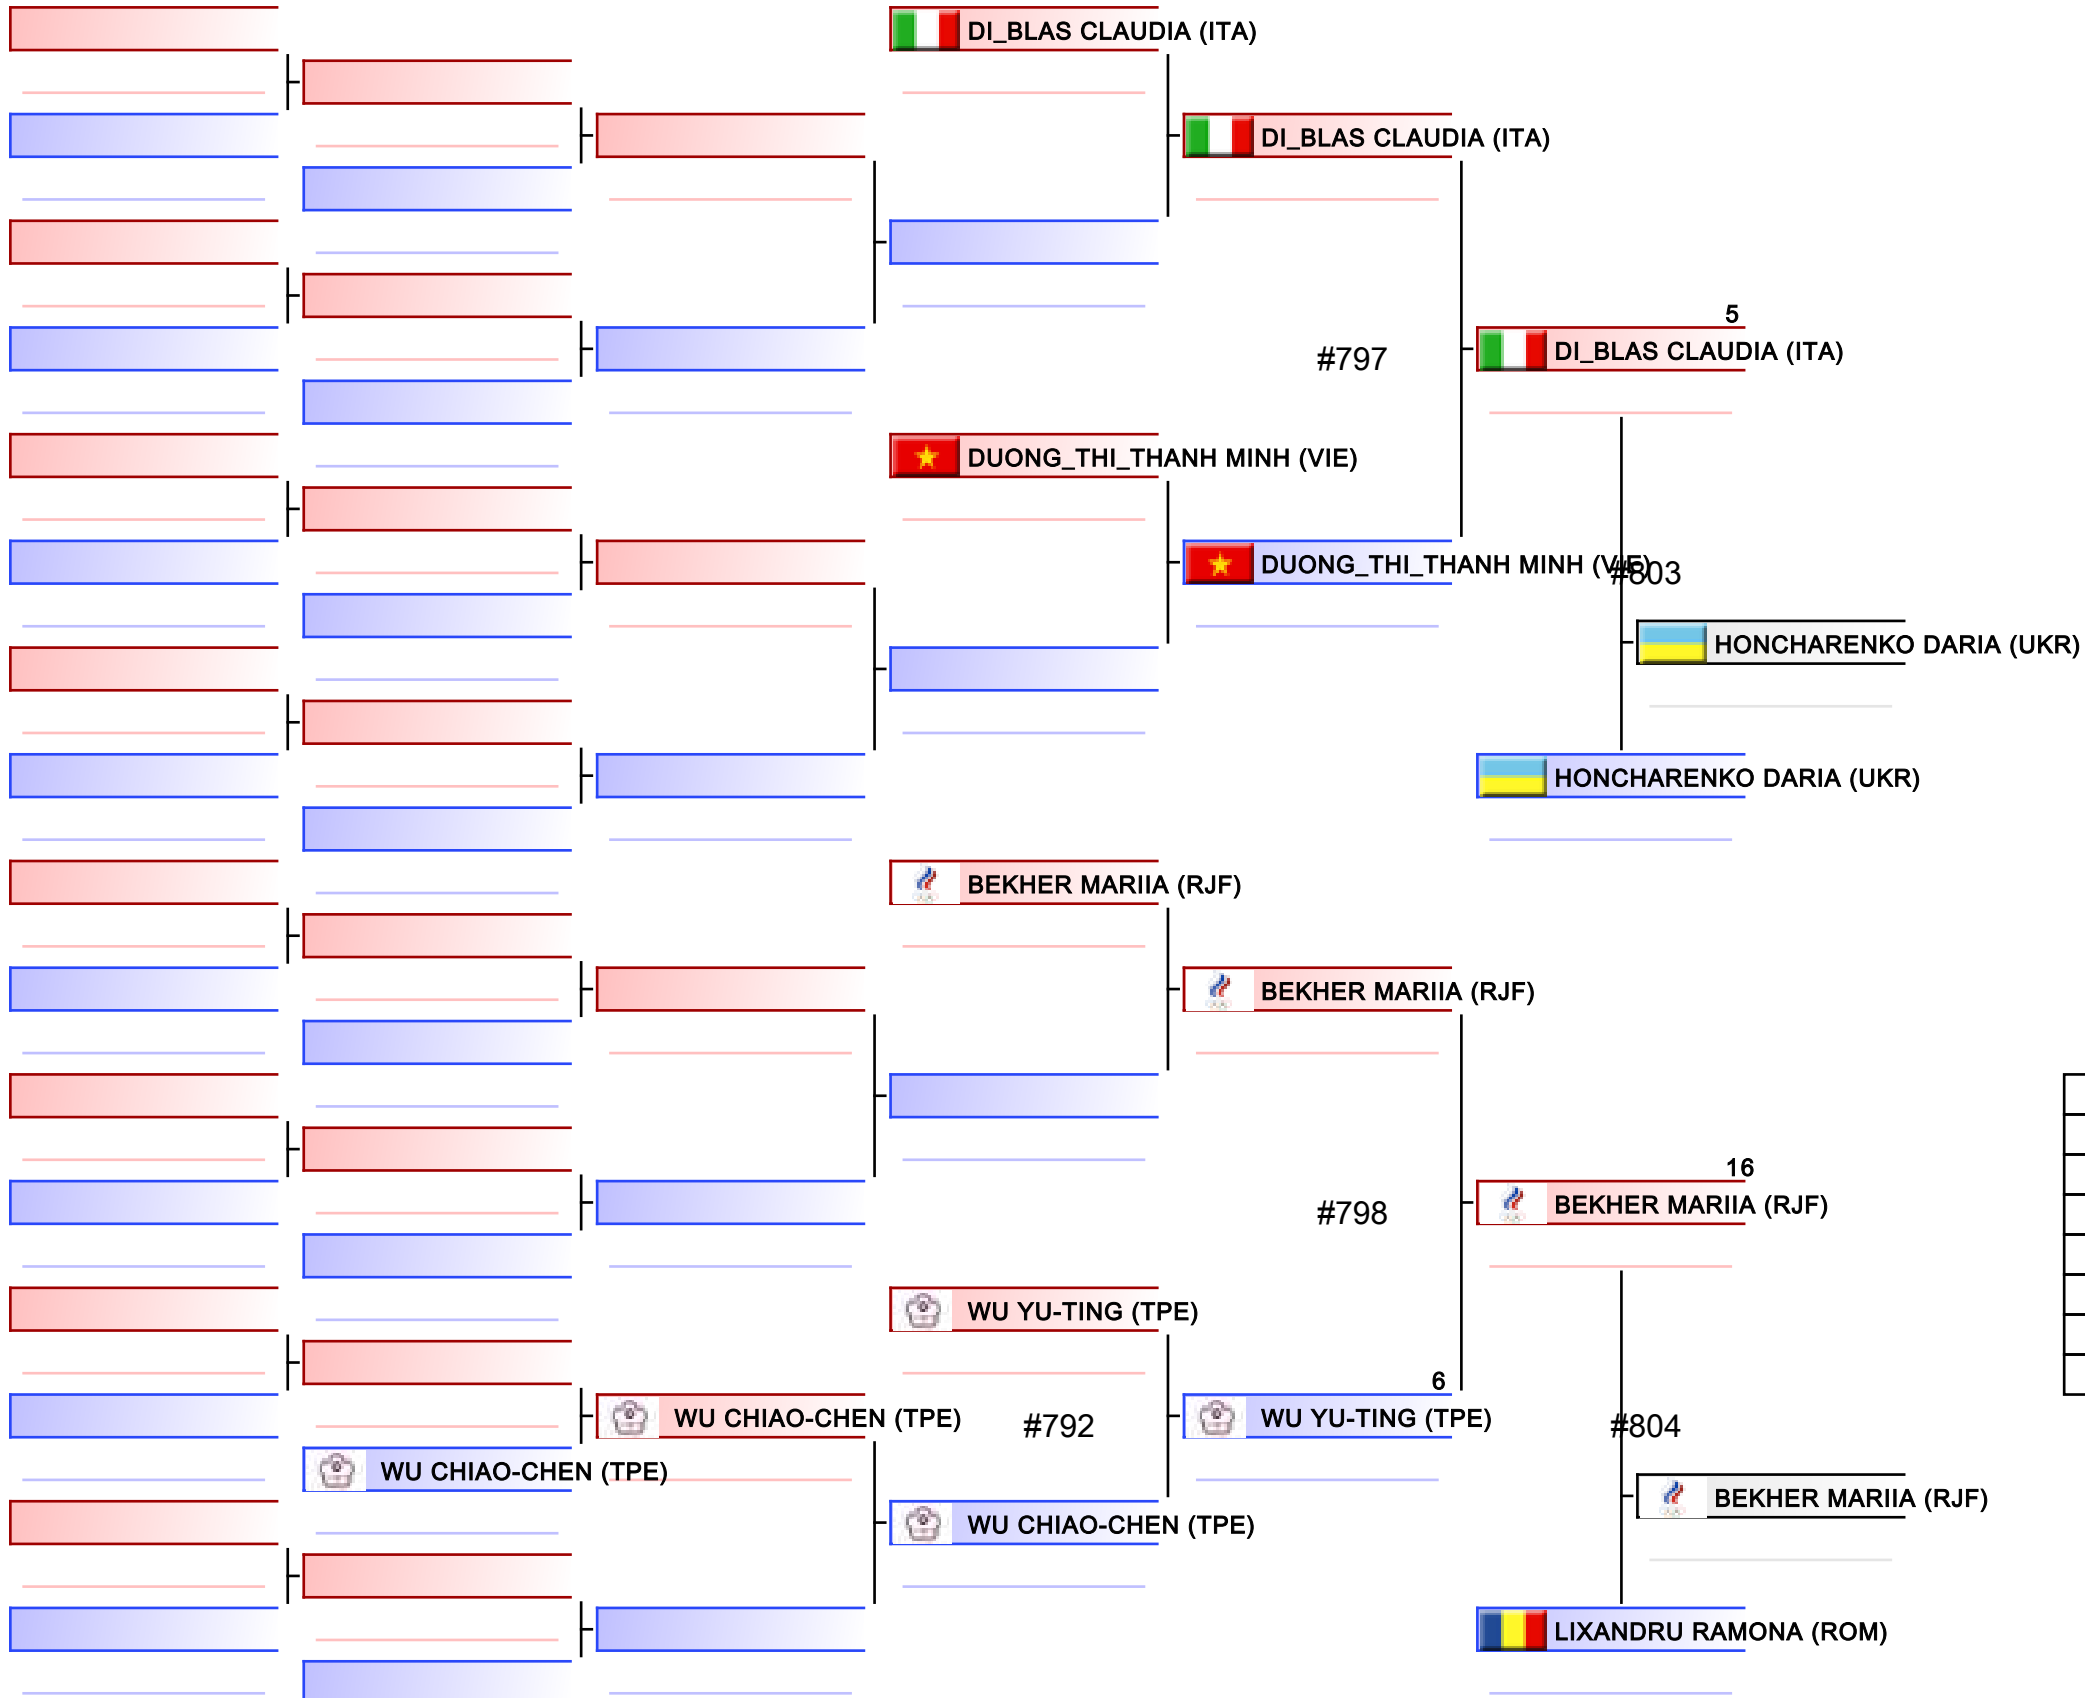 DI_BLAS CLAUDIA (ITA)
DI_BLAS CLAUDIA (ITA)
5
DI_BLAS CLAUDIA (ITA)
#797
DUONG_THI_THANH MINH (VIE)
DUONG_THI_THANH MINH (VIE)
#803
HONCHARENKO DARIA (UKR)
HONCHARENKO DARIA (UKR)
BEKHER MARIIA (RJF)
BEKHER MARIIA (RJF)
16
BEKHER MARIIA (RJF)
#798
WU YU-TING (TPE)
6
WU CHIAO-CHEN (TPE)
#792
WU YU-TING (TPE)
#804
WU CHIAO-CHEN (TPE)
BEKHER MARIIA (RJF)
WU CHIAO-CHEN (TPE)
LIXANDRU RAMONA (ROM)